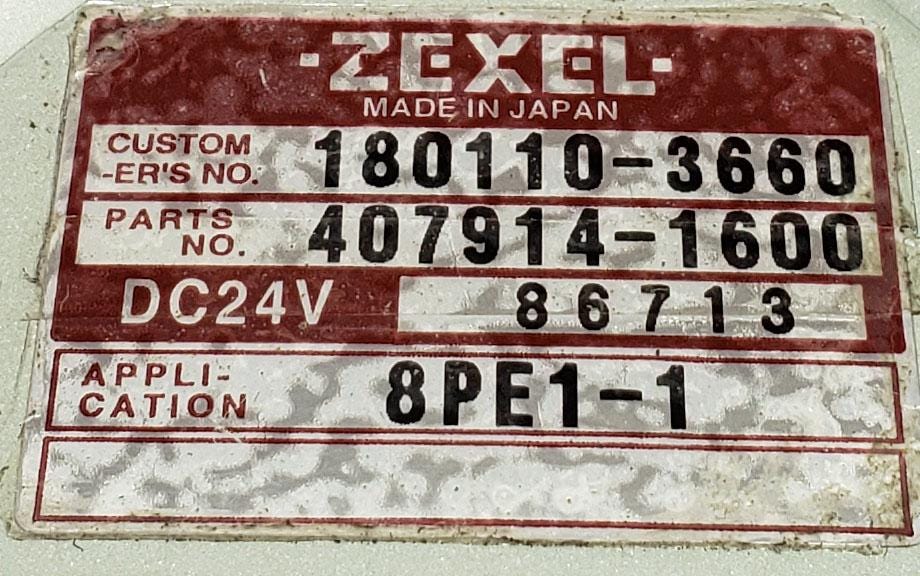 ·ZEXEL·
MADE IN JAPAN
CUSTOM
-ER'S NO. 180110-3660
PARTS
NO. 407914-1600
DC24V 86713
APPLI-
CATION 8PE1-1